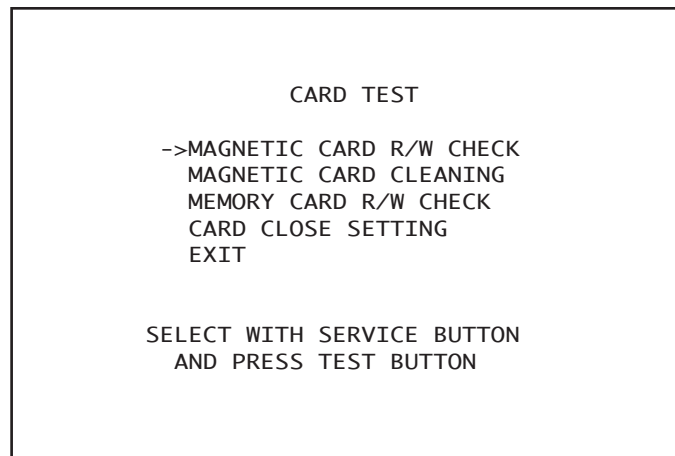 CARD TEST
->MAGNETIC CARD R/W CHECK
MAGNETIC CARD CLEANING
MEMORY CARD R/W CHECK
CARD CLOSE SETTING
EXIT
SELECT WITH SERVICE BUTTON
AND PRESS TEST BUTTON